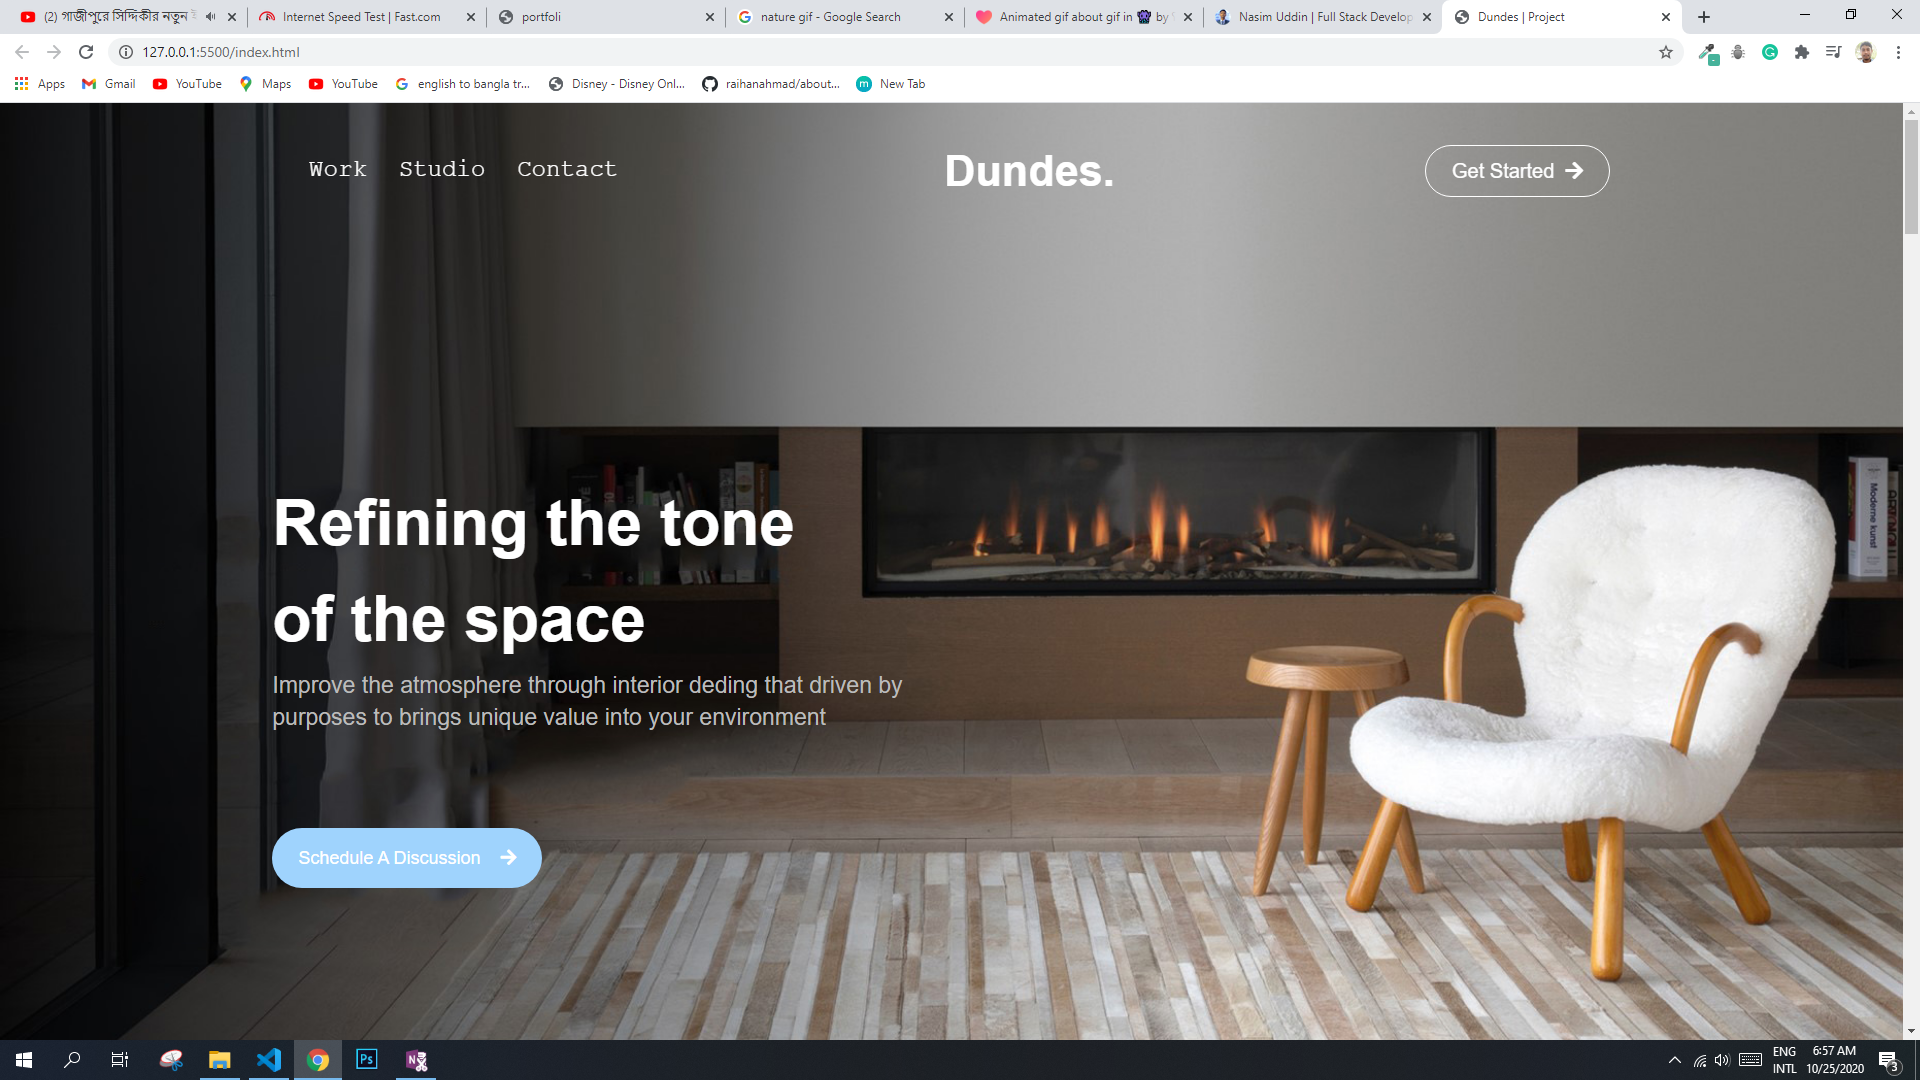 (2) গাজীপুরে সিদ্দিকীর নতুন
Internet Speed Test | Fast.com
portfoli
nature gif - Google Search
Animated gif about gif in 👾 by
Nasim Uddin | Full Stack Develop
Dundes | Project
127.0.0.1:5500/index.html
Apps
Gmail
YouTube
Maps
YouTube
english to bangla tr...
Disney - Disney Onl...
raihanahmad/about...
New Tab
Work
Studio
Contact
Dundes.
Get Started
Refining the tone
of the space
Improve the atmosphere through interior deding that driven by
purposes to brings unique value into your environment
Schedule A Discussion
Moderne kunst
ENG
INTL
6:57 AM
10/25/2020
3